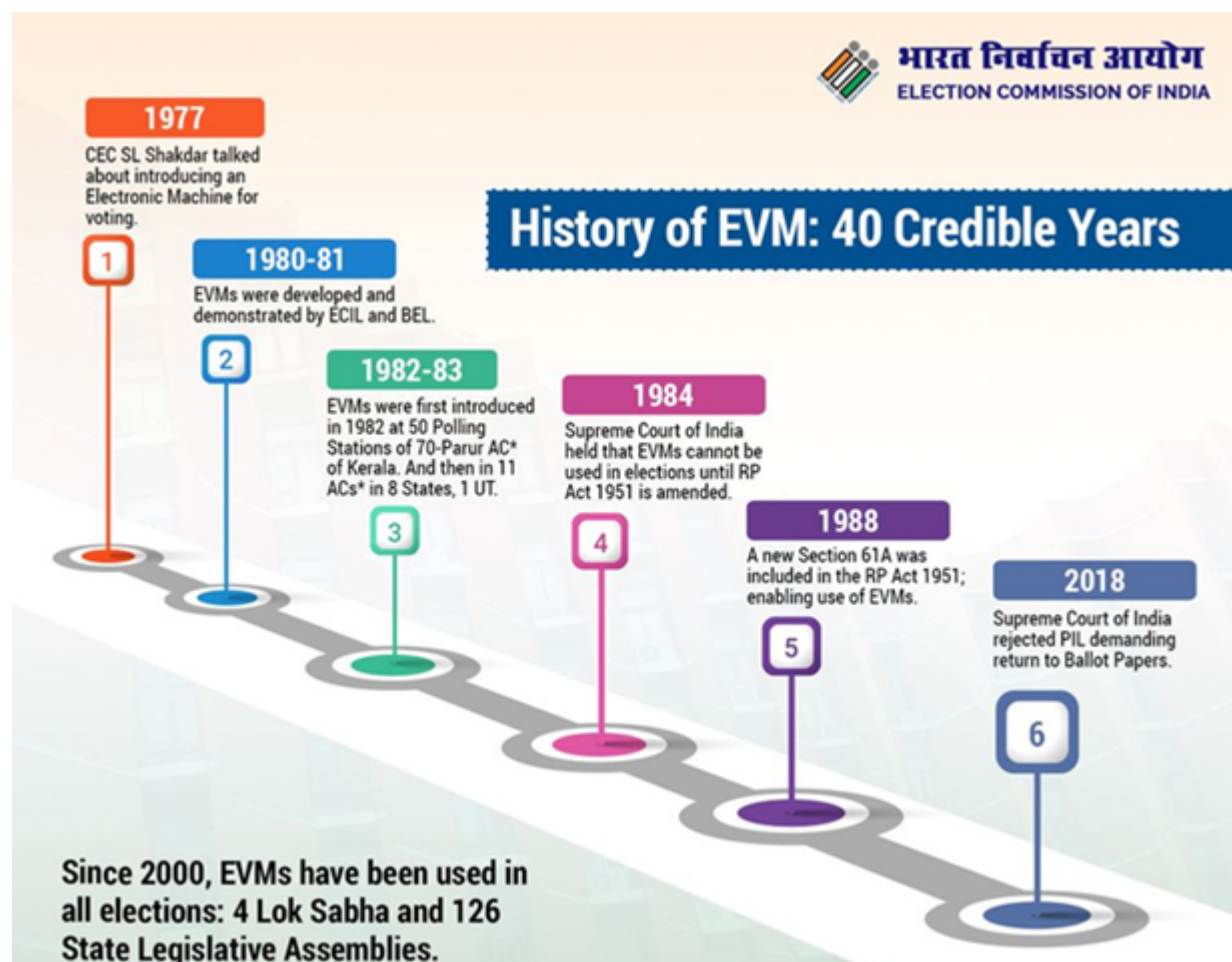 भारत निर्वाचन आयोग
ELECTION COMMISSION OF INDIA
History of EVM: 40 Credible Years
1977
CEC SL Shakdar talked
about introducing an
Electronic Machine for
voting.
1
1980-81
EVMs were developed and
demonstrated by ECIL and BEL.
2
1982-83
EVMs were first introduced
in 1982 at 50 Polling
Stations of 70-Parur AC*
of Kerala. And then in 11
ACs* in 8 States, 1 UT.
3
1984
Supreme Court of India
held that EVMs cannot be
used in elections until RP
Act 1951 is amended.
4
1988
A new Section 61A was
included in the RP Act 1951;
enabling use of EVMs.
5
2018
Supreme Court of India
rejected PIL demanding
return to Ballot Papers.
6
Since 2000, EVMs have been used in
all elections: 4 Lok Sabha and 126
State Legislative Assemblies.